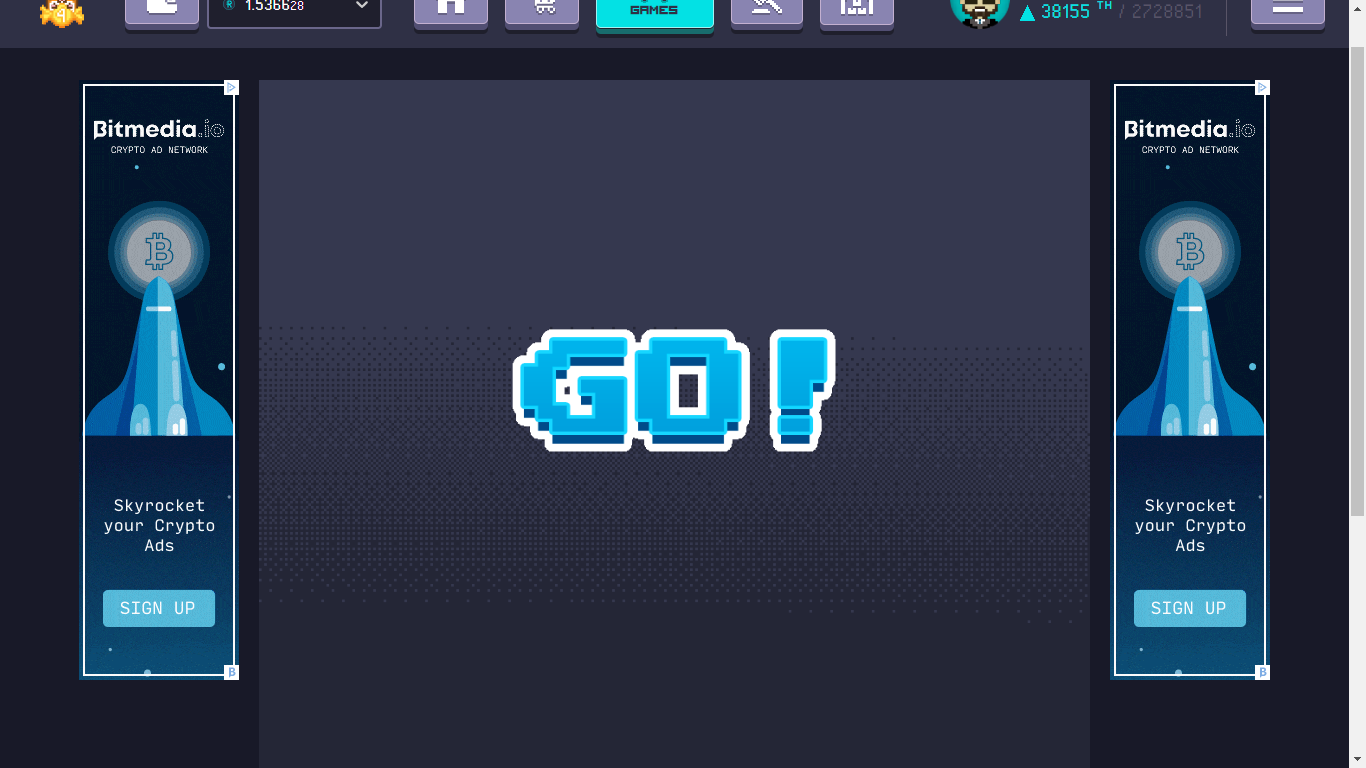 1.536628
GAMES
38155 TH / 2728851
Bitmedia.io
CRYPTO AD NETWORK
Skyrocket
your Crypto
Ads
SIGN UP
GO!
Bitmedia.io
CRYPTO AD NETWORK
Skyrocket
your Crypto
Ads
SIGN UP